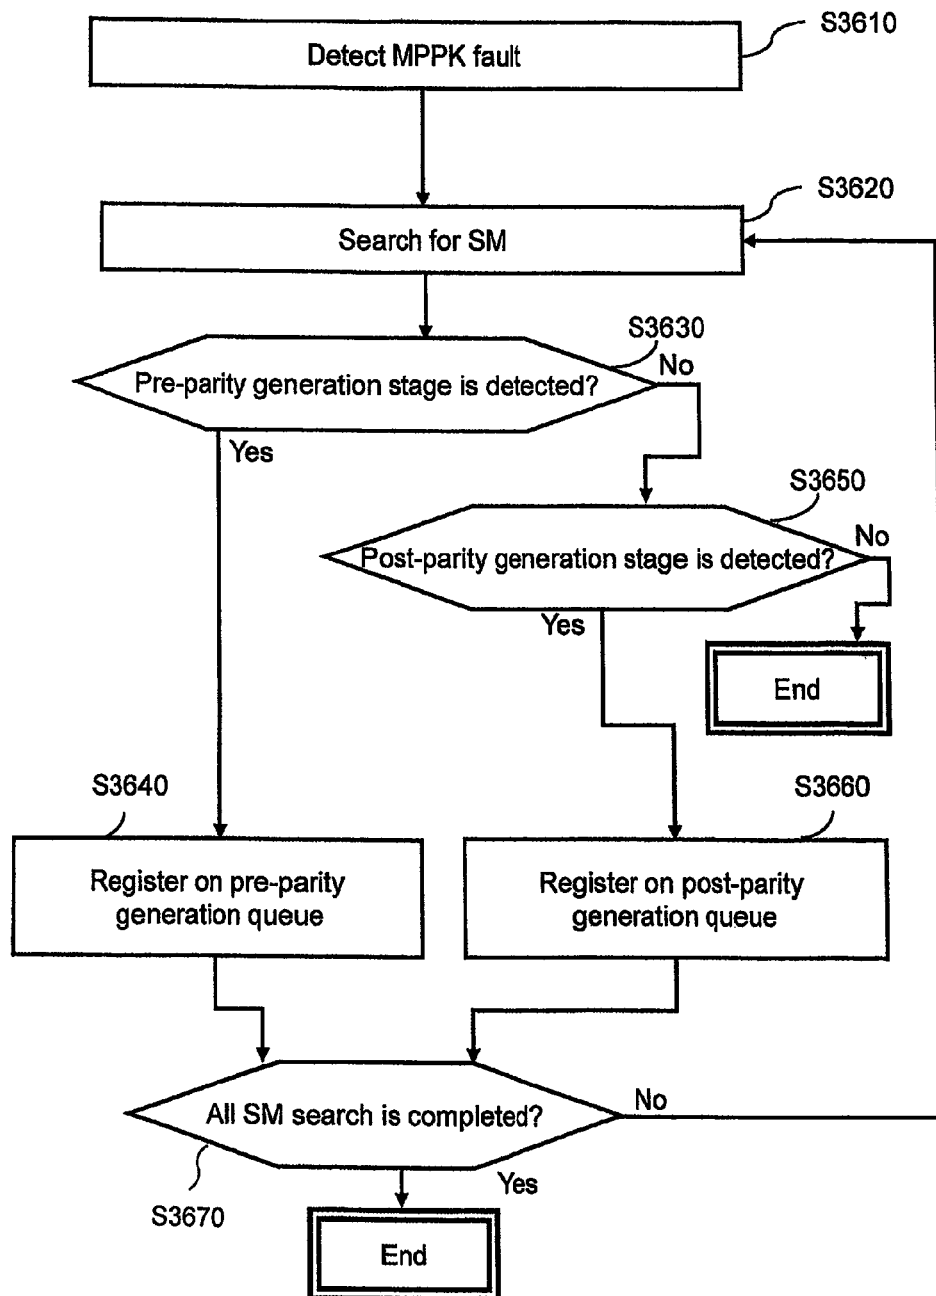 S3610
Detect MPPK fault
S3620
Search for SM
S3630
Pre-parity generation stage is detected?
No
Yes
S3650
Post-parity generation stage is detected?
No
Yes
End
S3640
Register on pre-parity
generation queue
S3660
Register on post-parity
generation queue
All SM search is completed?
No
Yes
S3670
End